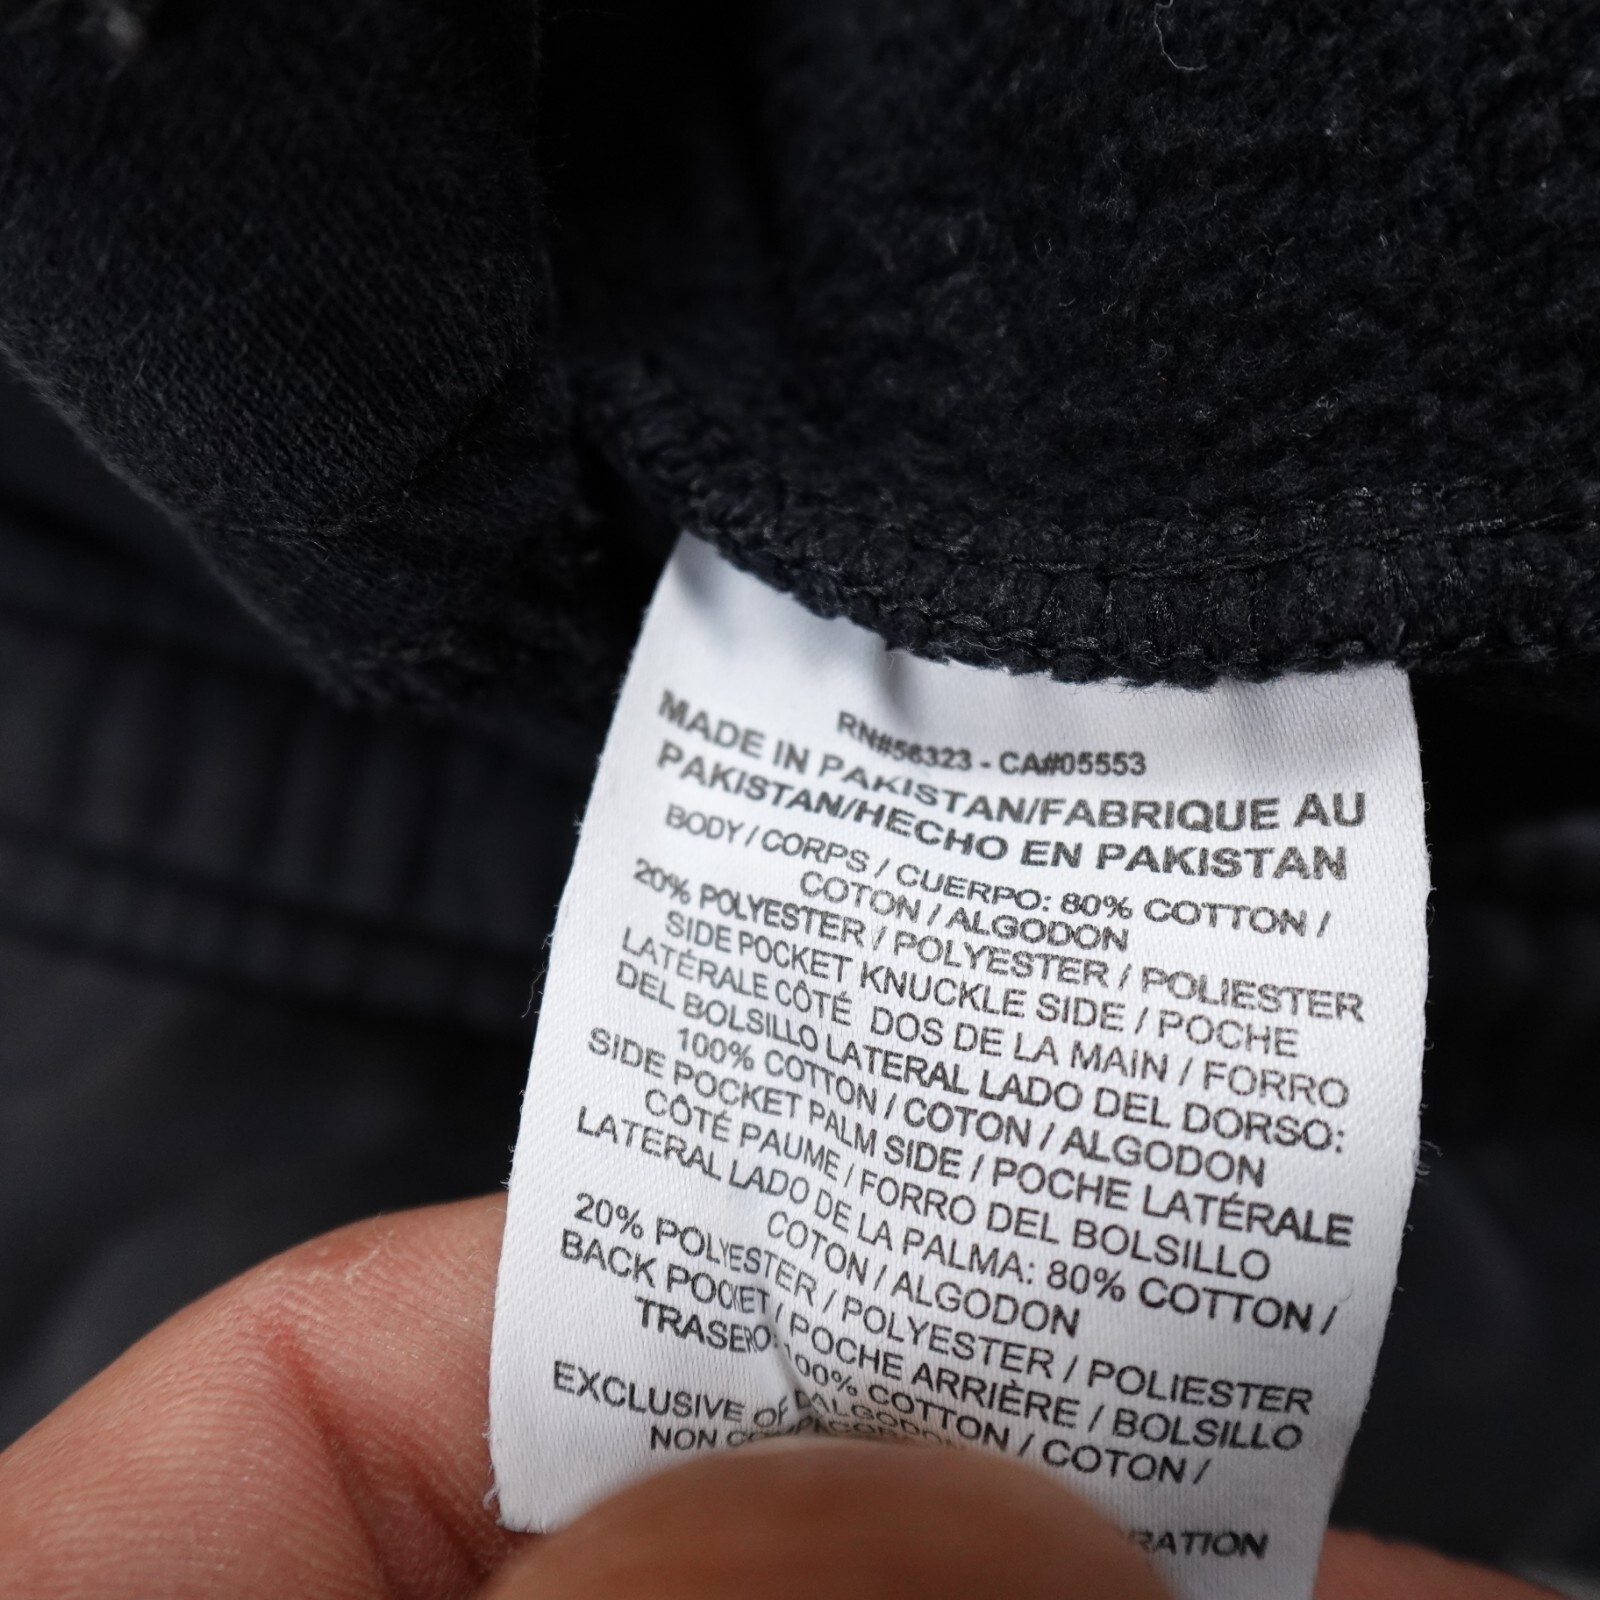 RN#56323 - CA#05553
MADE IN PAKISTAN/FABRIQUE AU
PAKISTAN/HECHO EN PAKISTAN
BODY / CORPS / CUERPO: 80% COTTON /
COTON / ALGODON
20% POLYESTER / POLYESTER / POLIESTER
SIDE POCKET KNUCKLE SIDE / POCHE
LATÉRALE CÔTÉ DOS DE LA MAIN / FORRO
DEL BOLSILLO LATERAL LADO DEL DORSO:
100% COTTON / COTON / ALGODON
SIDE POCKET PALM SIDE / POCHE LATÉRALE
CÔTÉ PAUME / FORRO DEL BOLSILLO
LATERAL LADO DE LA PALMA: 80% COTTON /
COTON / ALGODON
20% POLYESTER / POLYESTER / POLIESTER
BACK POCKET / POCHE ARRIÈRE / BOLSILLO
TRASERO: 100% COTTON / COTON /
ALGODON
EXCLUSIVE OF
NON